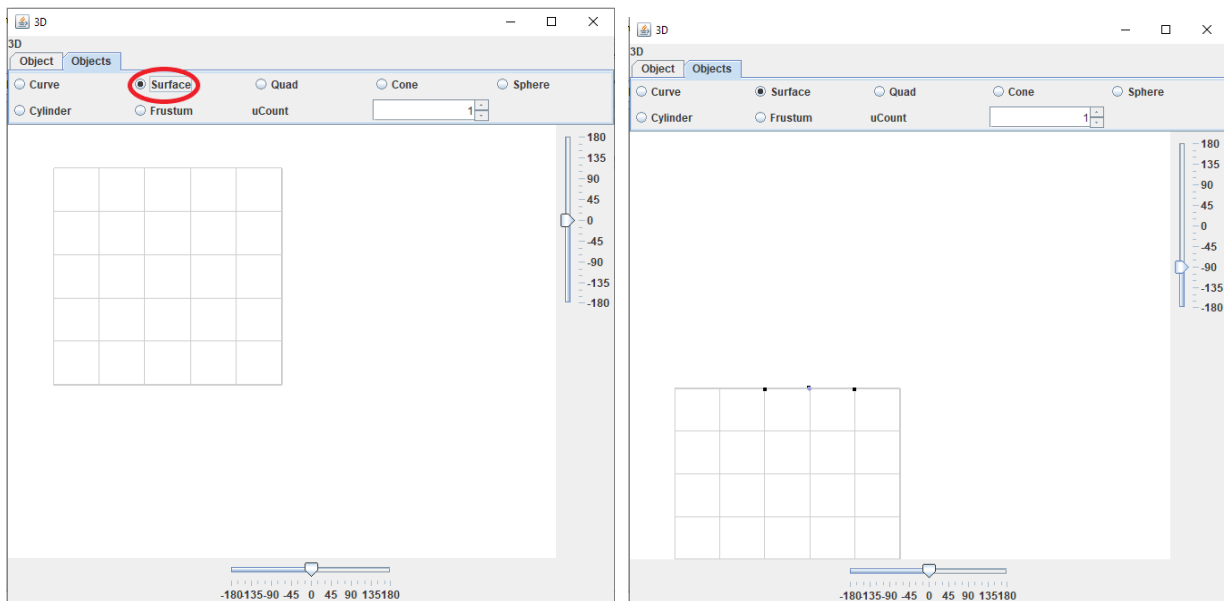 3D
3D
Object Objects
Curve Surface Quad Cone Sphere
Cylinder Frustum uCount 1
180
135
90
45
0
-45
-90
-135
-180
-180-135-90 -45 0 45 90 135180
3D
3D
Object Objects
Curve Surface Quad Cone Sphere
Cylinder Frustum uCount 1
180
135
90
45
0
-45
-90
-135
-180
-180-135-90 -45 0 45 90 135180